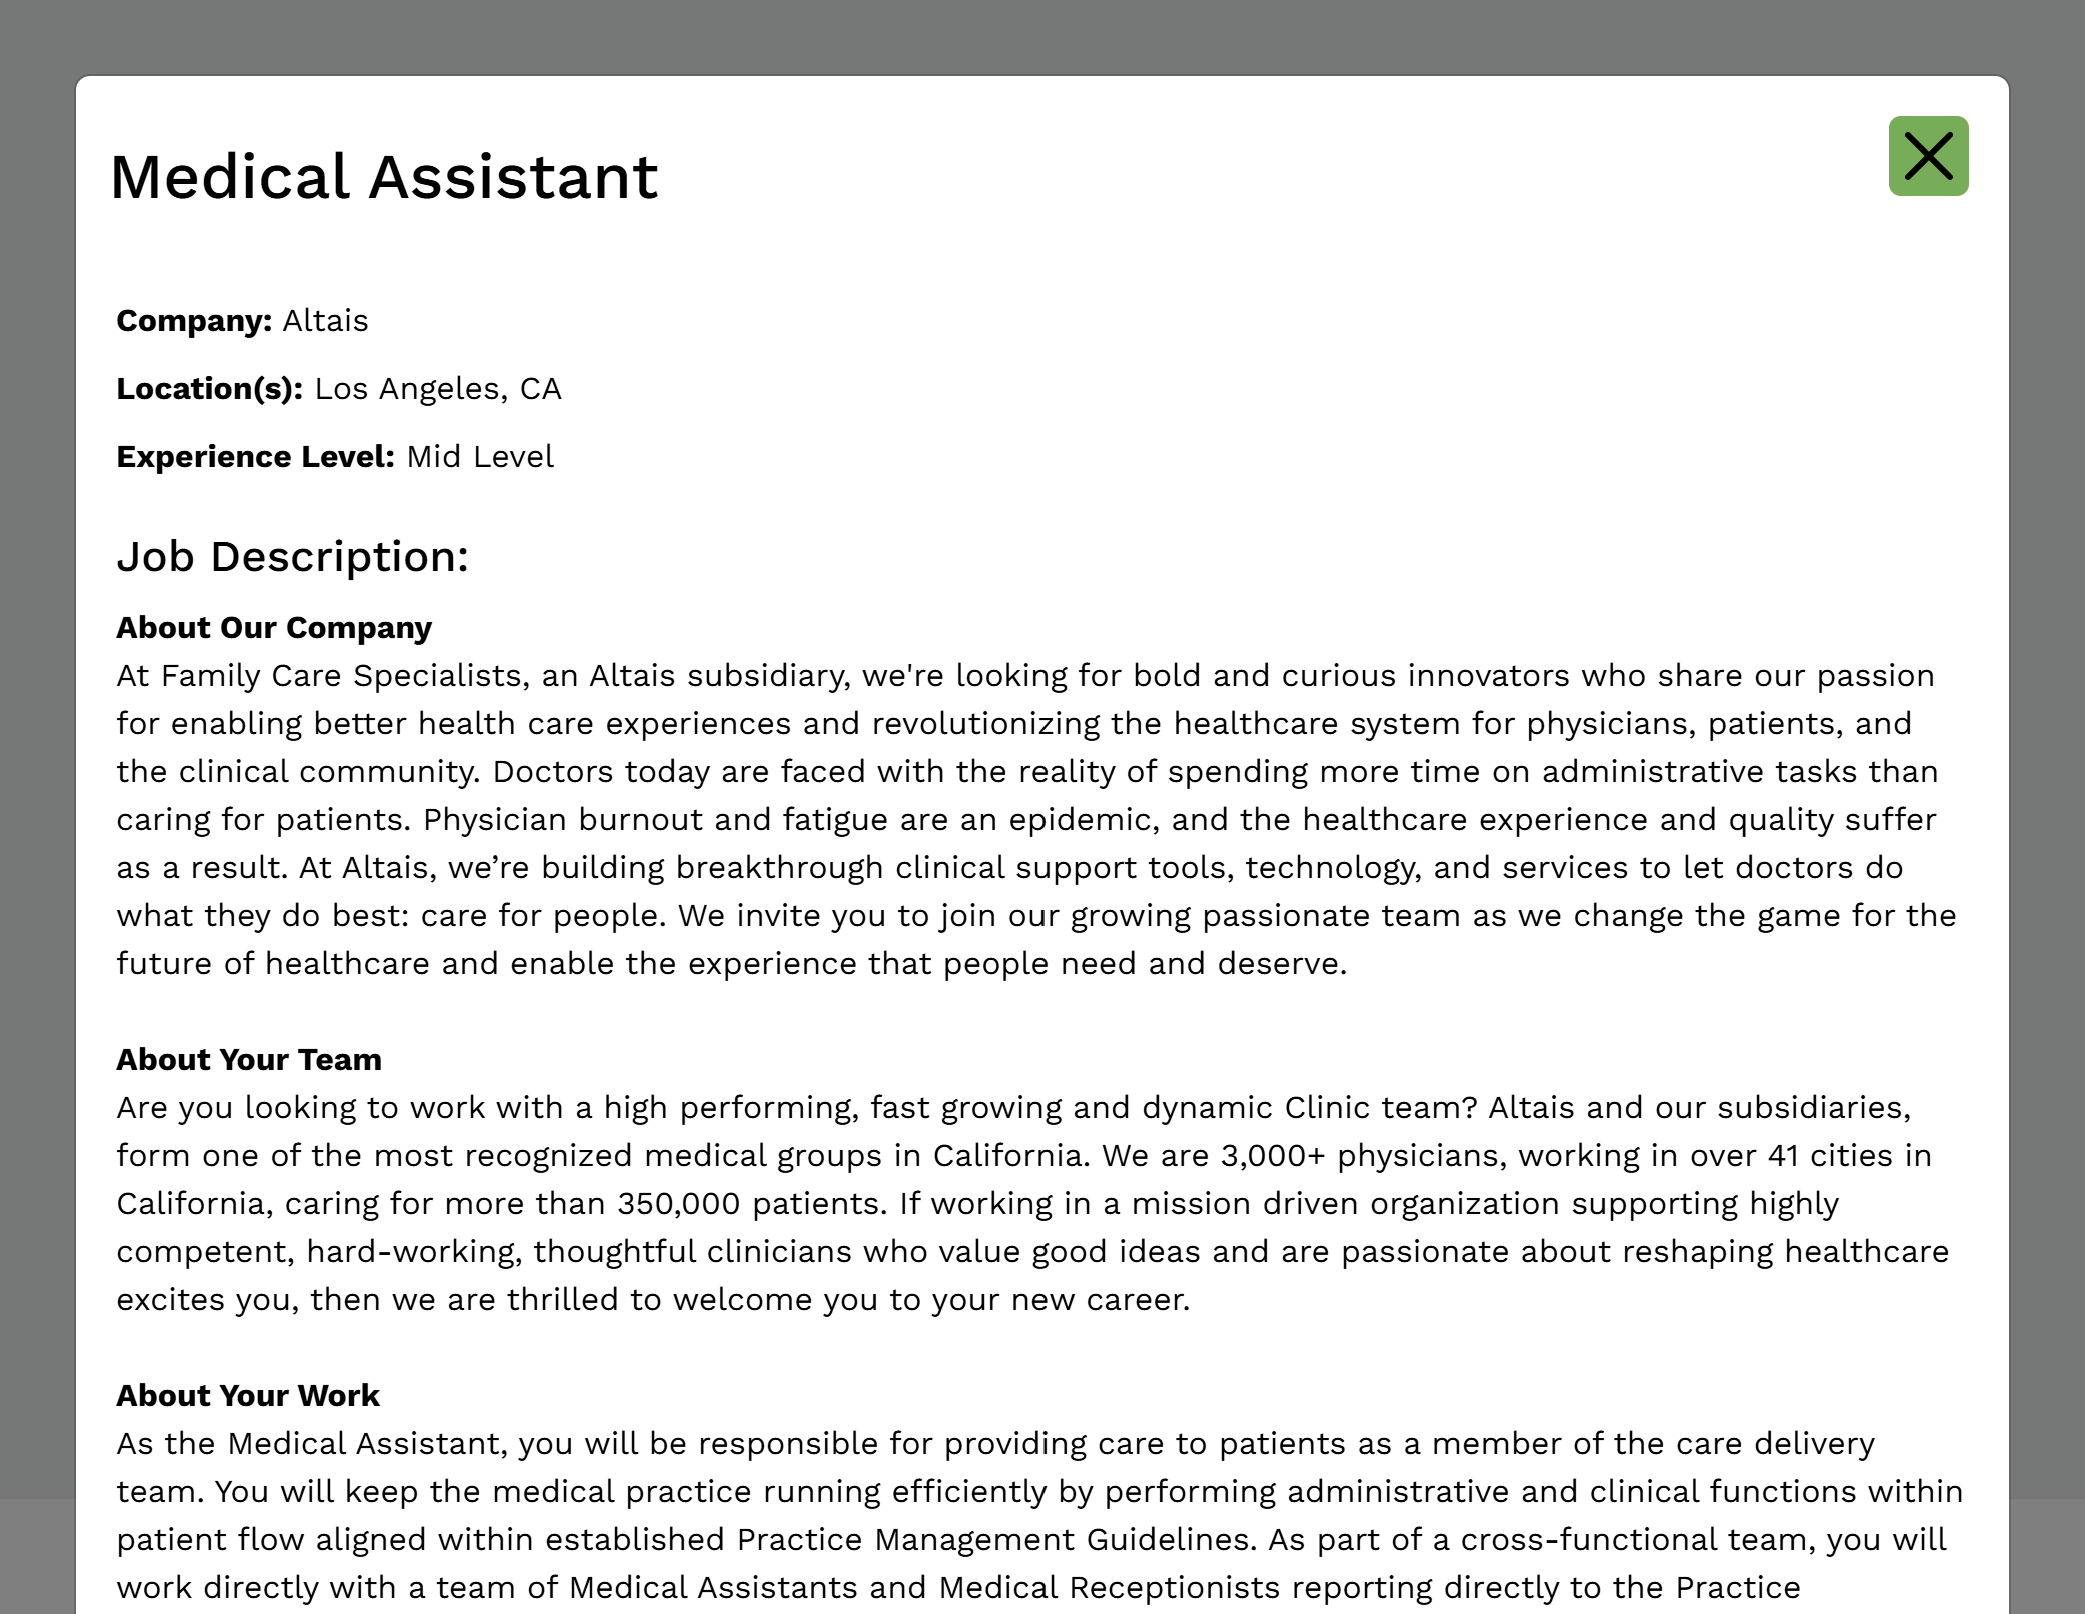 Medical Assistant
Company: Altais
Location(s): Los Angeles, CA
Experience Level: Mid Level
Job Description:
About Our Company
At Family Care Specialists, an Altais subsidiary, we're looking for bold and curious innovators who share our passion
for enabling better health care experiences and revolutionizing the healthcare system for physicians, patients, and
the clinical community. Doctors today are faced with the reality of spending more time on administrative tasks than
caring for patients. Physician burnout and fatigue are an epidemic, and the healthcare experience and quality suffer
as a result. At Altais, we’re building breakthrough clinical support tools, technology, and services to let doctors do
what they do best: care for people. We invite you to join our growing passionate team as we change the game for the
future of healthcare and enable the experience that people need and deserve.
About Your Team
Are you looking to work with a high performing, fast growing and dynamic Clinic team? Altais and our subsidiaries,
form one of the most recognized medical groups in California. We are 3,000+ physicians, working in over 41 cities in
California, caring for more than 350,000 patients. If working in a mission driven organization supporting highly
competent, hard-working, thoughtful clinicians who value good ideas and are passionate about reshaping healthcare
excites you, then we are thrilled to welcome you to your new career.
About Your Work
As the Medical Assistant, you will be responsible for providing care to patients as a member of the care delivery
team. You will keep the medical practice running efficiently by performing administrative and clinical functions within
patient flow aligned within established Practice Management Guidelines. As part of a cross-functional team, you will
work directly with a team of Medical Assistants and Medical Receptionists reporting directly to the Practice